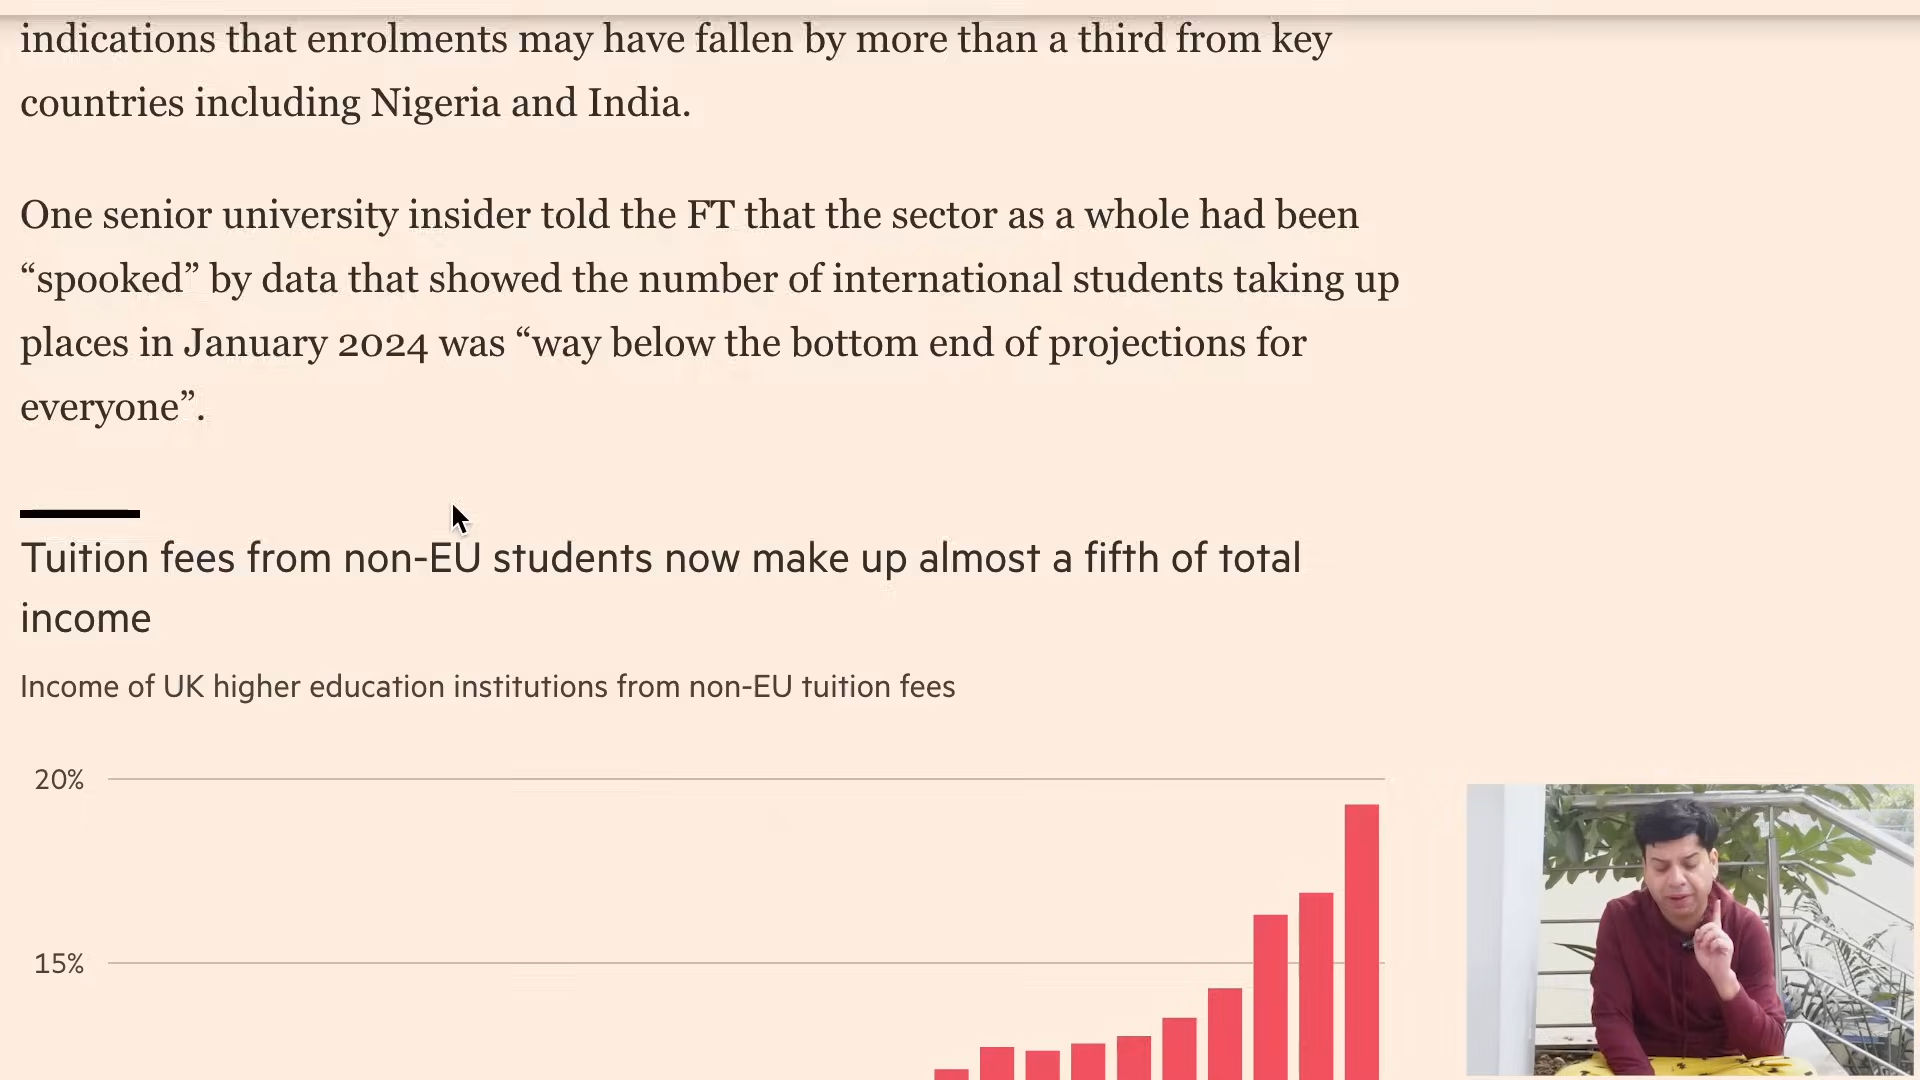 indications that enrolments may have fallen by more than a third from key
countries including Nigeria and India.
One senior university insider told the FT that the sector as a whole had been
“spooked” by data that showed the number of international students taking up
places in January 2024 was “way below the bottom end of projections for
everyone”.
Tuition fees from non-EU students now make up almost a fifth of total
income
Income of UK higher education institutions from non-EU tuition fees
20%
15%